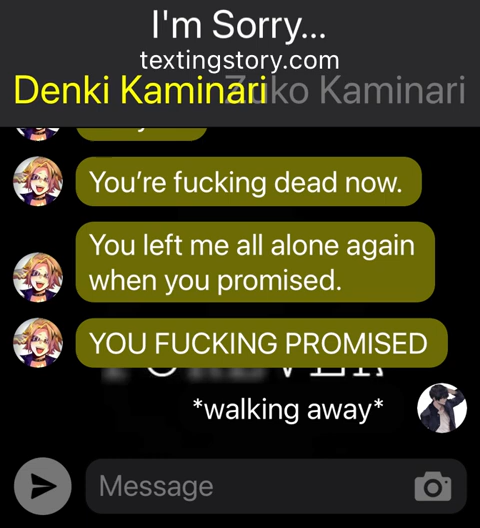 I'm Sorry...
textingstory.com
Denki Kaminari
Zuko Kaminari
You're fucking dead now.
You left me all alone again
when you promised.
YOU FUCKING PROMISED
*walking away*
Message